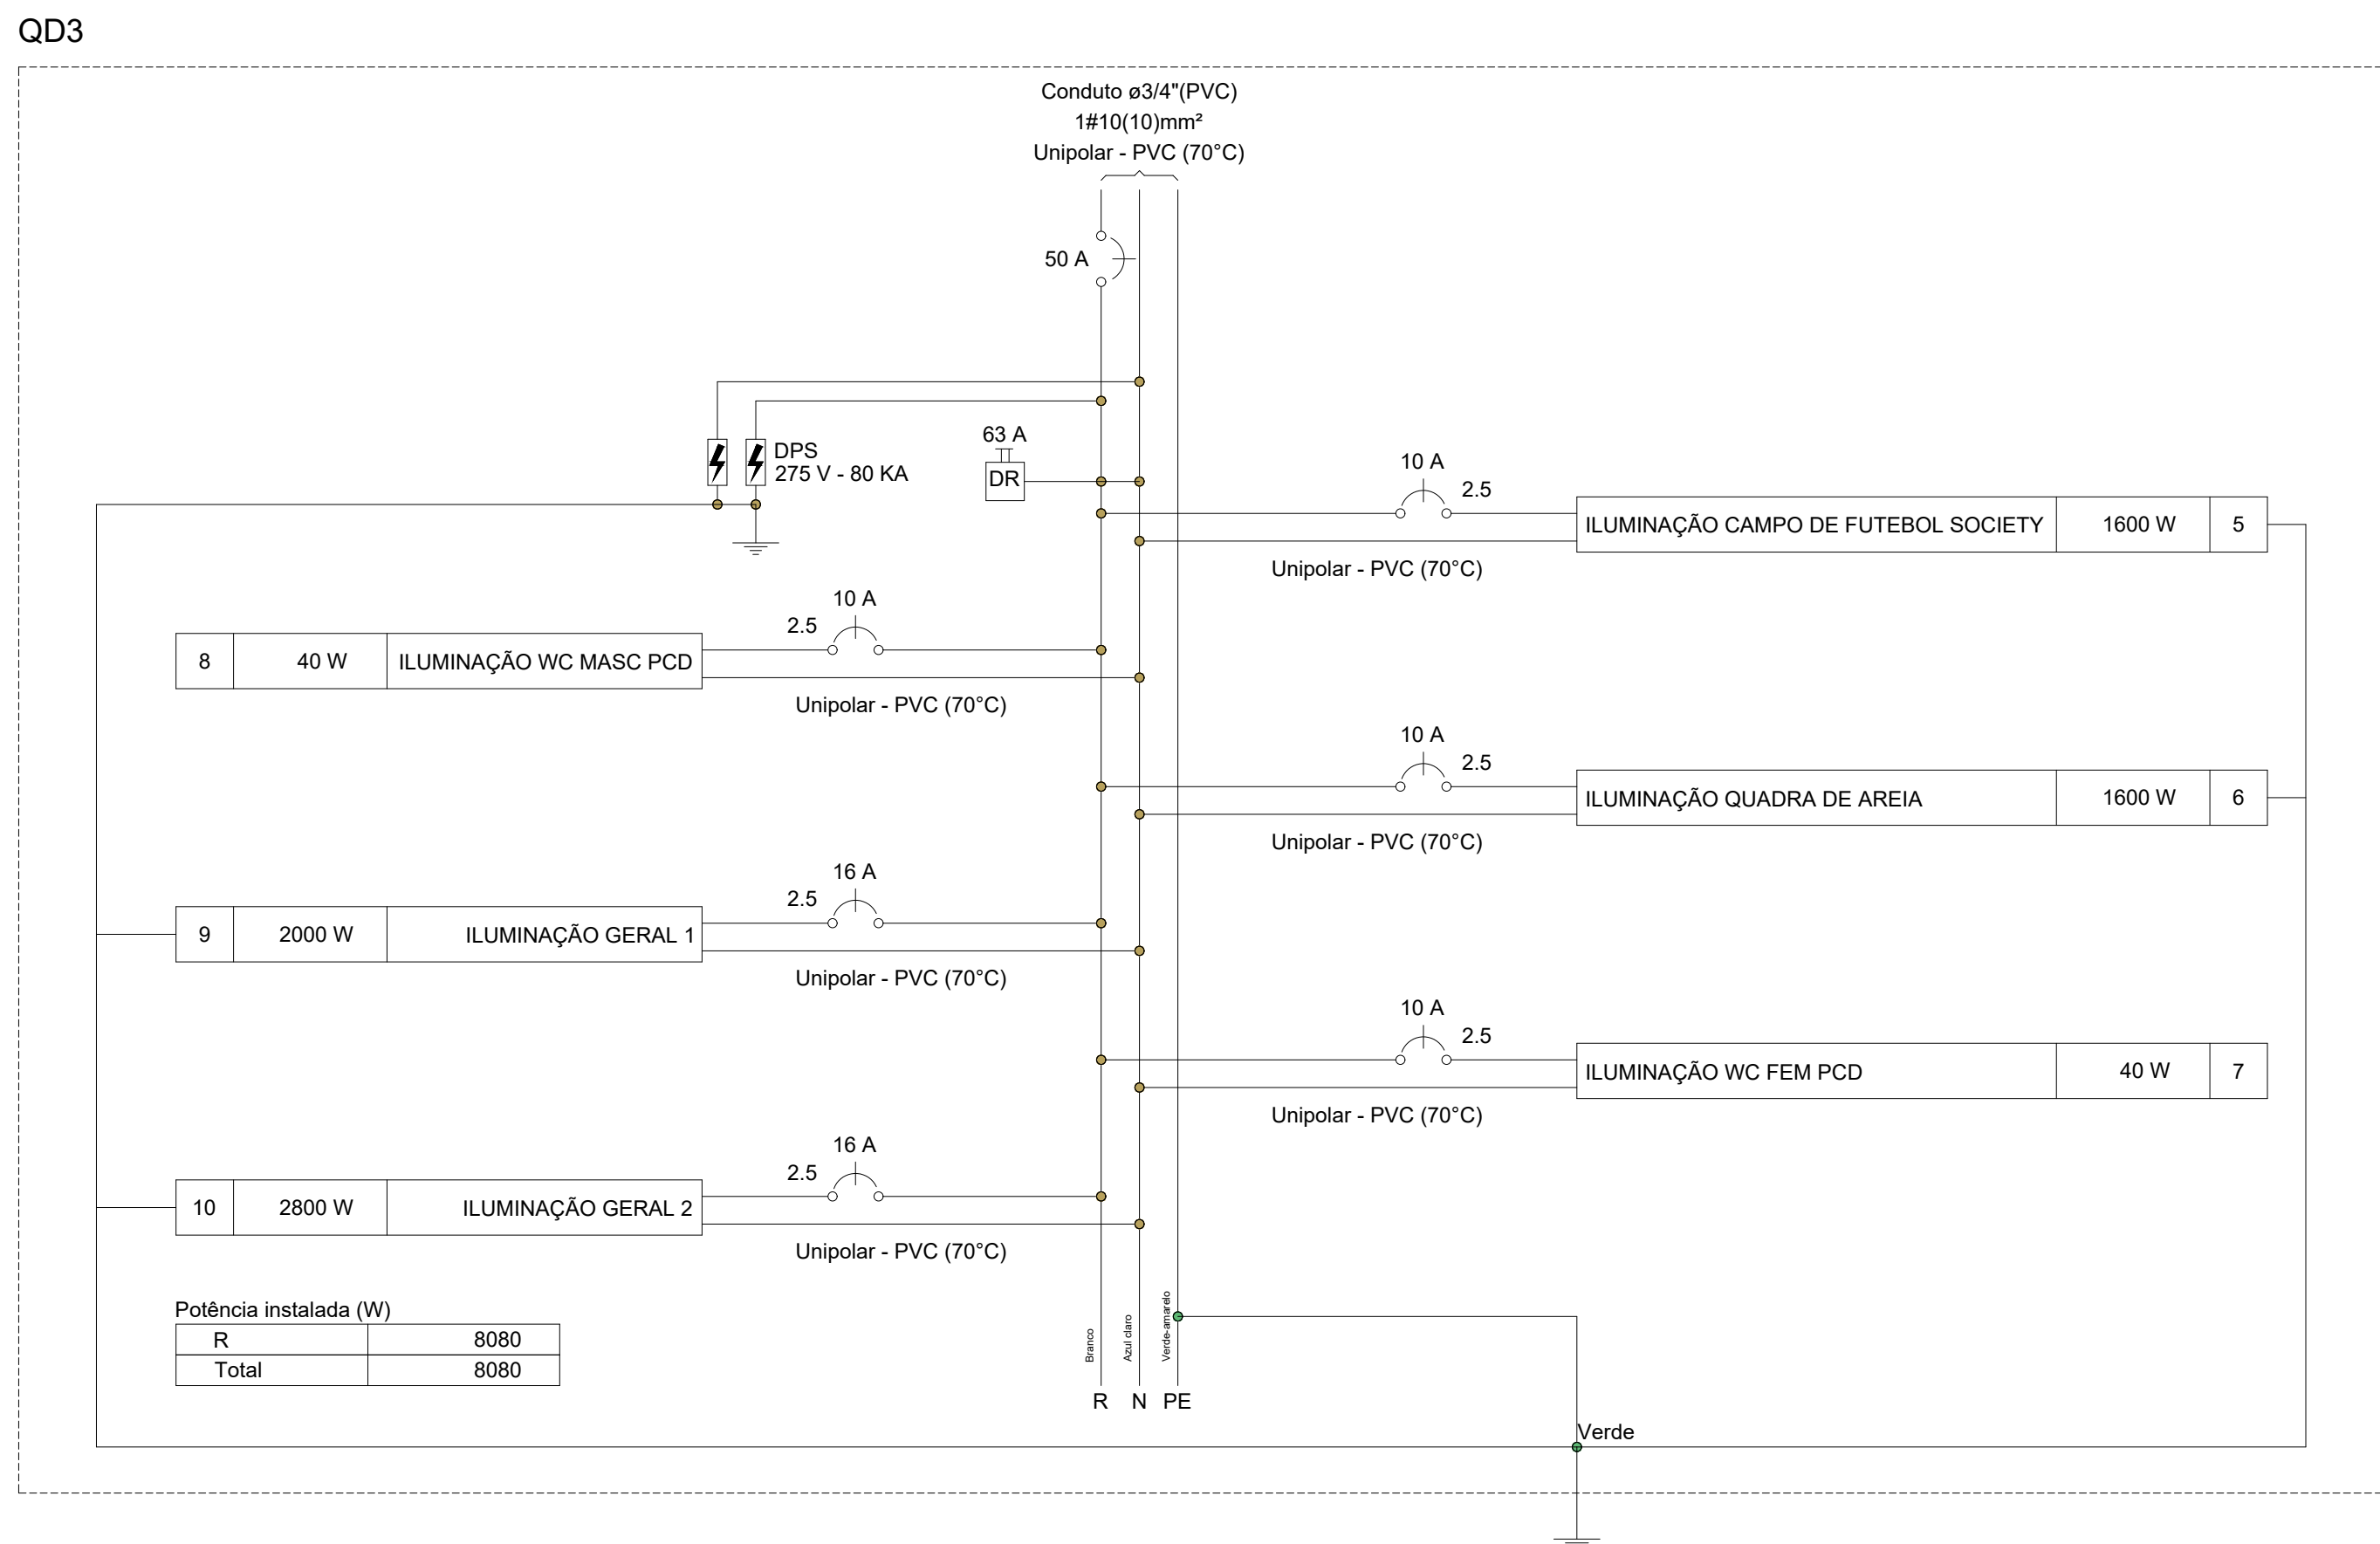 QD3
Conduto ø3/4"(PVC)
1#10(10)mm²
Unipolar - PVC (70°C)
50 A
DPS
275 V - 80 KA
63 A
DR
10 A
2.5
ILUMINAÇÃO CAMPO DE FUTEBOL SOCIETY 1600 W 5
Unipolar - PVC (70°C)
10 A
2.5
8 40 W ILUMINAÇÃO WC MASC PCD
Unipolar - PVC (70°C)
10 A
2.5
ILUMINAÇÃO QUADRA DE AREIA 1600 W 6
Unipolar - PVC (70°C)
16 A
2.5
9 2000 W ILUMINAÇÃO GERAL 1
Unipolar - PVC (70°C)
10 A
2.5
ILUMINAÇÃO WC FEM PCD 40 W 7
Unipolar - PVC (70°C)
16 A
2.5
10 2800 W ILUMINAÇÃO GERAL 2
Unipolar - PVC (70°C)
Potência instalada (W)
R 8080
Total 8080
Branco
Azul claro
Verde-amarelo
R N PE
Verde